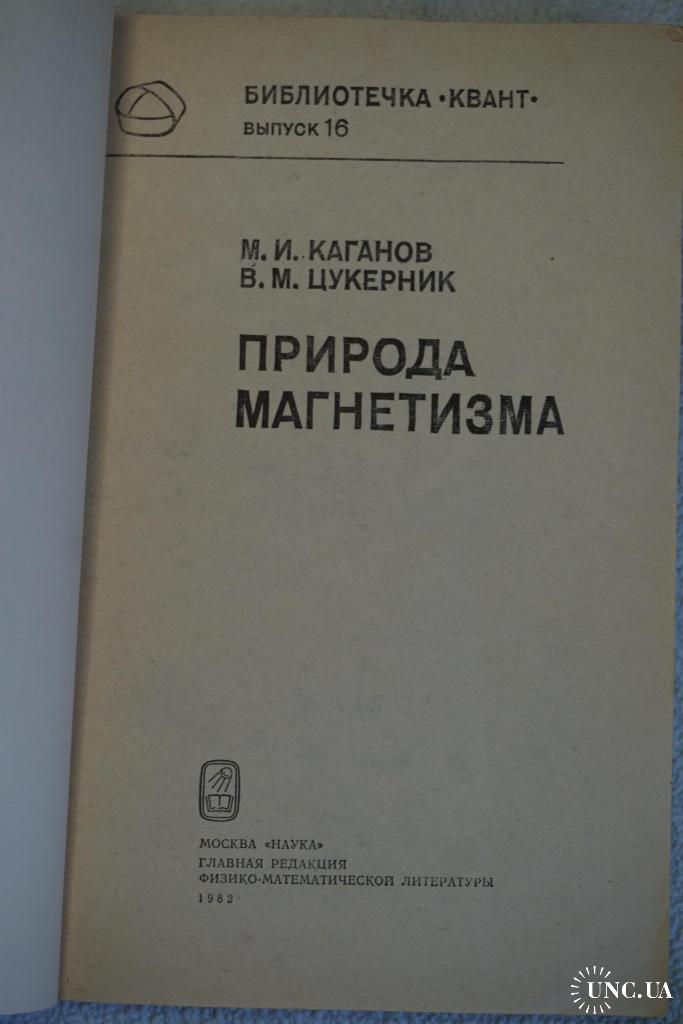 БИБЛИОТЕЧКА •КВАНТ•
ВЫПУСК 16
М. И. КАГАНОВ
В. М. ЦУКЕРНИК
ПРИРОДА
МАГНЕТИЗМА
МОСКВА «НАУКА»
ГЛАВНАЯ РЕДАКЦИЯ
ФИЗИКО-МАТЕМАТИЧЕСКОЙ ЛИТЕРАТУРЫ
1982
UNC.UA